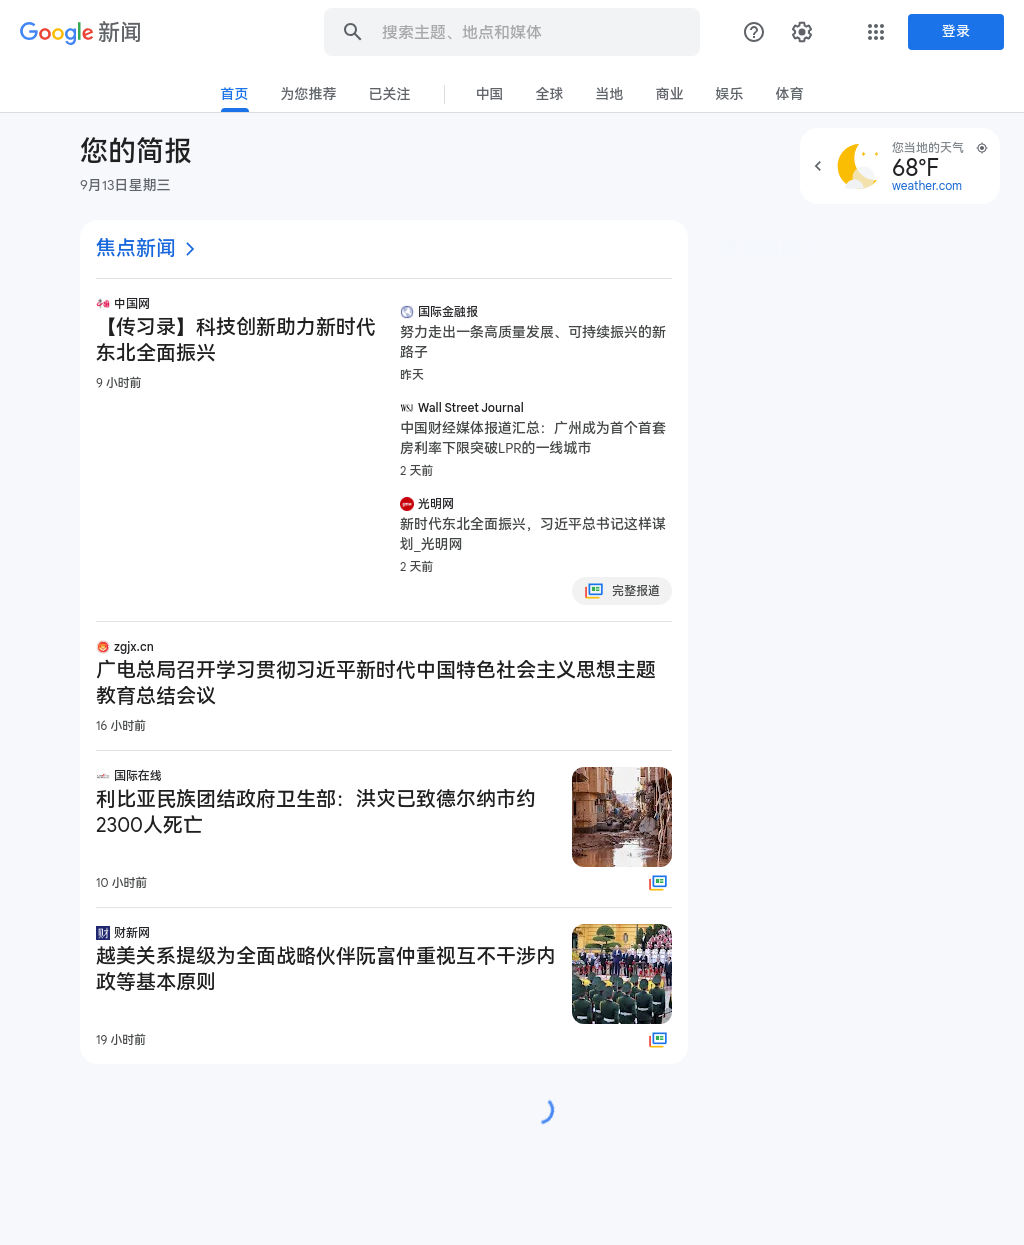 Google 新闻
搜索主题、地点和媒体
登录
首页
为您推荐
已关注
中国
全球
当地
商业
娱乐
体育
您的简报
9月13日星期三
您当地的天气
68°F
weather.com
焦点新闻
中国网
【传习录】科技创新助力新时代
东北全面振兴
9 小时前
国际金融报
努力走出一条高质量发展、可持续振兴的新
路子
昨天
WSJ Wall Street Journal
中国财经媒体报道汇总：广州成为首个首套
房利率下限突破LPR的一线城市
2 天前
光明网
新时代东北全面振兴，习近平总书记这样谋
划_光明网
2 天前
完整报道
zgjx.cn
广电总局召开学习贯彻习近平新时代中国特色社会主义思想主题
教育总结会议
16 小时前
国际在线
利比亚民族团结政府卫生部：洪灾已致德尔纳市约
2300人死亡
10 小时前
财 财新网
越美关系提级为全面战略伙伴阮富仲重视互不干涉内
政等基本原则
19 小时前